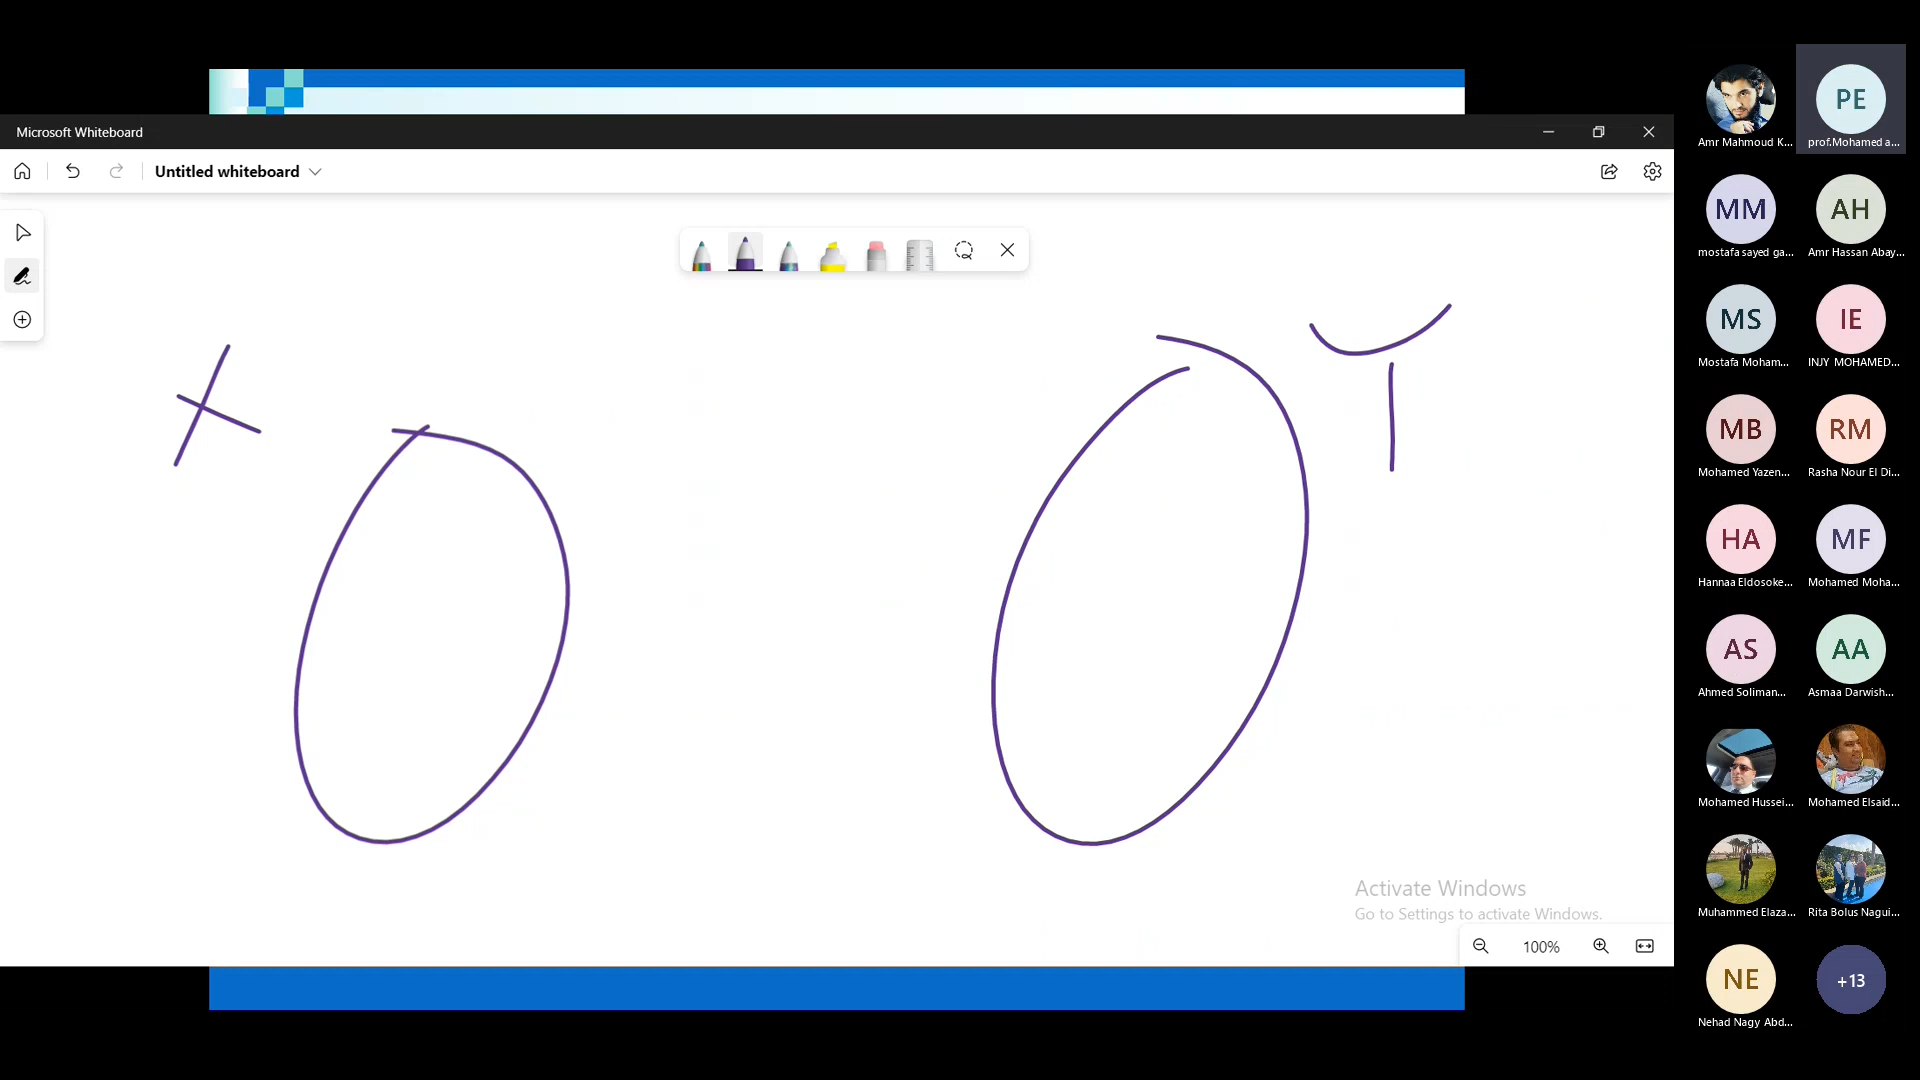 Microsoft Whiteboard
Untitled whiteboard
X
Y
Activate Windows
Go to Settings to activate Windows.
100%
Amr Mahmoud K...
PE
prof.Mohamed a...
MM
mostafa sayed ga...
AH
Amr Hassan Abay...
MS
Mostafa Moham...
IE
INJY MOHAMED...
MB
Mohamed Yazen...
RM
Rasha Nour El Di...
HA
Hannaa Eldosoke...
MF
Mohamed Moha...
AS
Ahmed Soliman...
AA
Asmaa Darwish...
Mohamed Hussei...
Mohamed Elsaid...
Muhammed Elaza...
Rita Bolus Nagui...
NE
Nehad Nagy Abd...
+13